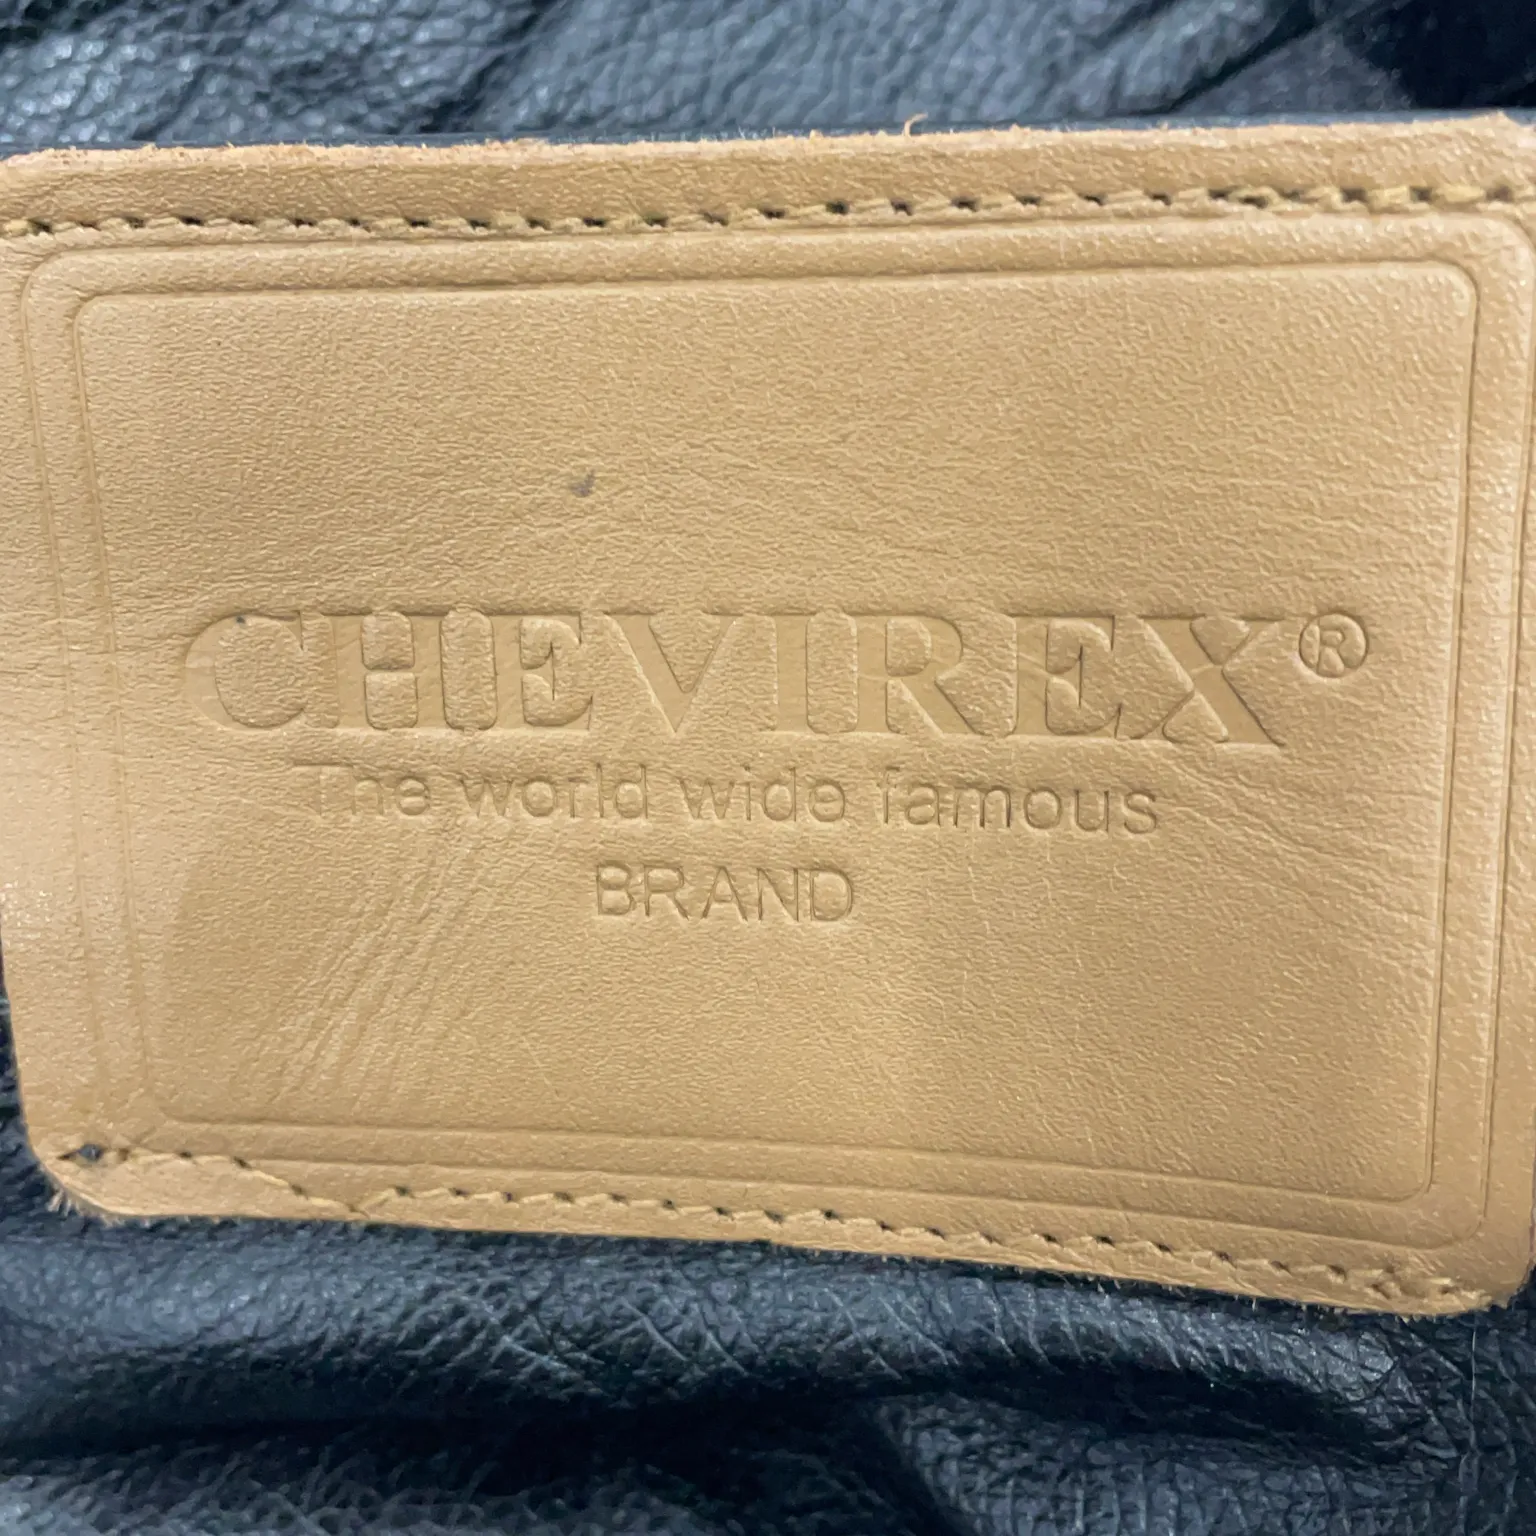 CHEVIREX®
The world wide famous
BRAND